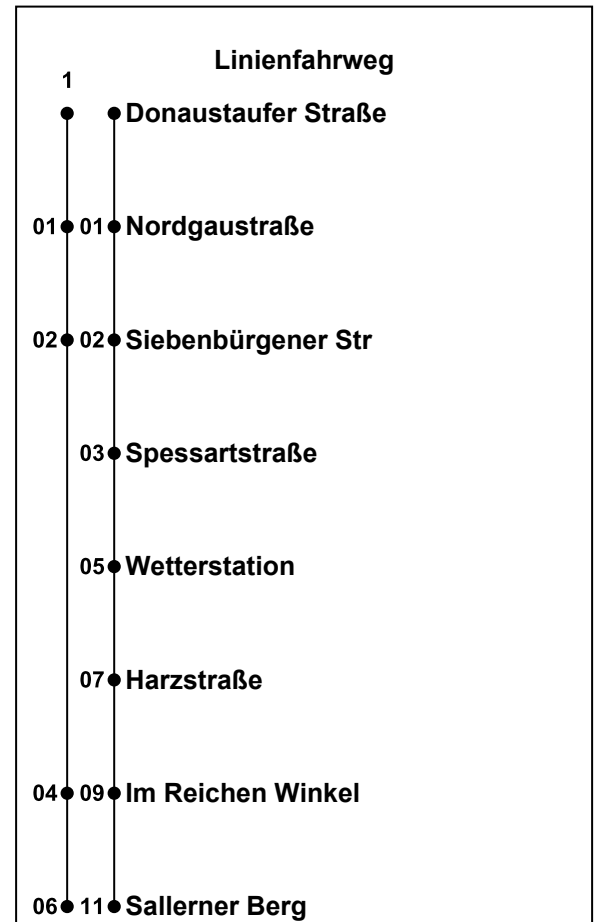 Linienfahrweg
1
Donaustaufer Straße
01 01 Nordgaustraße
02 02 Siebenbürgener Str
03 Spessartstraße
05 Wetterstation
07 Harzstraße
04 09 Im Reichen Winkel
06 11 Sallerner Berg